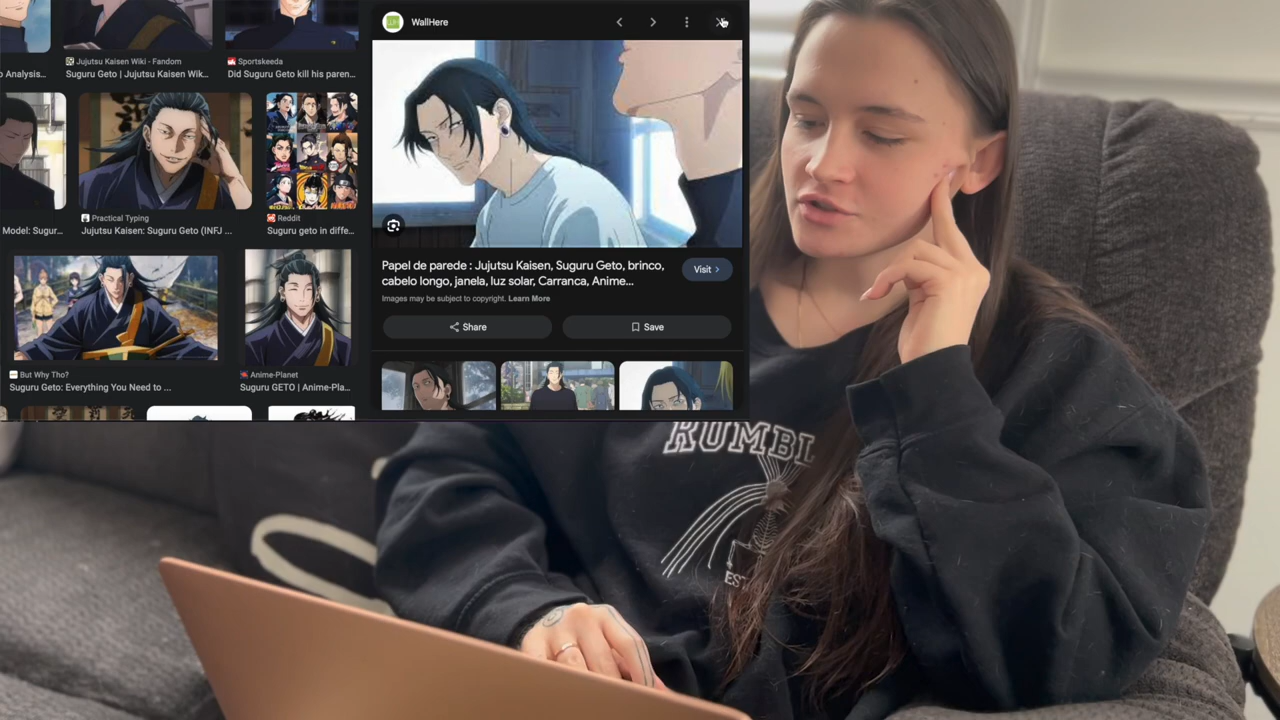 WallHere
Jujutsu Kaisen Wiki - Fandom
Sportskeeda
Analysis...
Suguru Geto | Jujutsu Kaisen Wik...
Did Suguru Geto kill his paren...
Practical Typing
Reddit
Model: Sugur...
Jujutsu Kaisen: Suguru Geto (INFJ ...
Suguru geto in diffe...
But Why Tho?
Anime-Planet
Suguru Geto: Everything You Need to ...
Suguru GETO | Anime-Pla...
Papel de parede : Jujutsu Kaisen, Suguru Geto, brinco,
cabelo longo, janela, luz solar, Carranca, Anime...
Visit >
Images may be subject to copyright. Learn More
Share
Save
RUMBL
EST